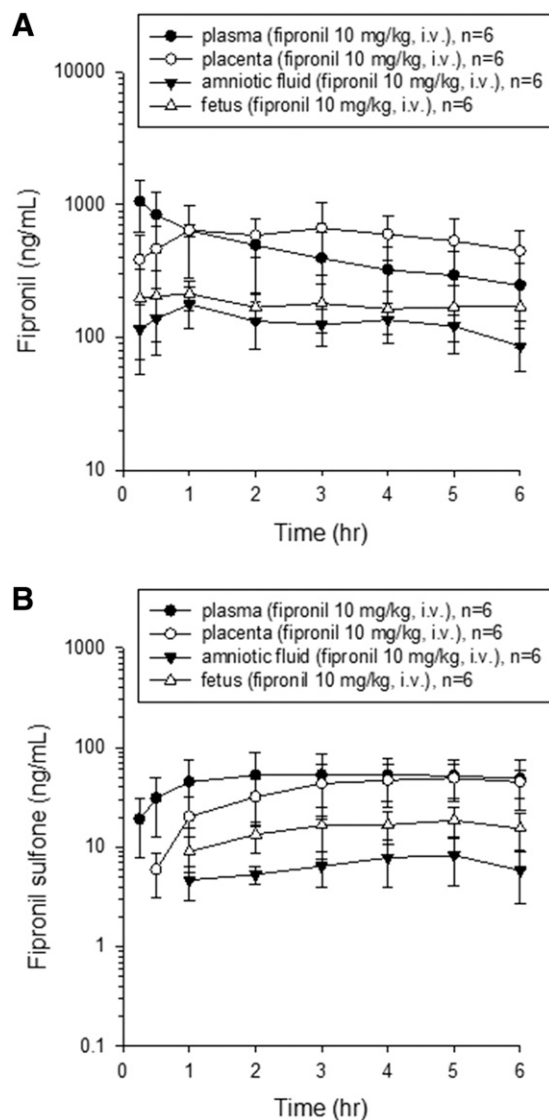 A
plasma (fipronil 10 mg/kg, i.v.), n=6
placenta (fipronil 10 mg/kg, i.v.), n=6
amniotic fluid (fipronil 10 mg/kg, i.v.), n=6
fetus (fipronil 10 mg/kg, i.v.), n=6
10000
1000
100
10
Fipronil (ng/mL)
0 1 2 3 4 5 6
Time (hr)
B
plasma (fipronil 10 mg/kg, i.v.), n=6
placenta (fipronil 10 mg/kg, i.v.), n=6
amniotic fluid (fipronil 10 mg/kg, i.v.), n=6
fetus (fipronil 10 mg/kg, i.v.), n=6
1000
100
10
1
0.1
Fipronil sulfone (ng/mL)
0 1 2 3 4 5 6
Time (hr)